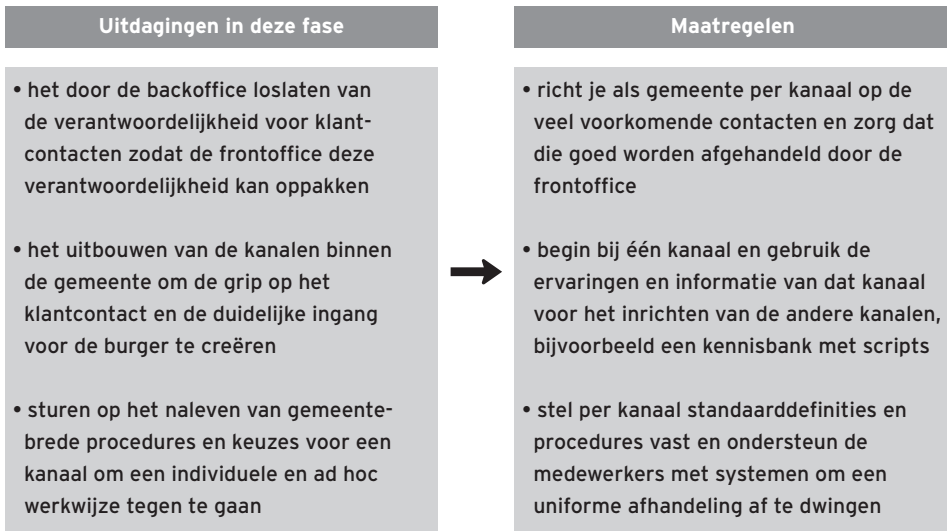 Uitdagingen in deze fase
• het door de backoffice loslaten van
de verantwoordelijkheid voor klant-
contacten zodat de frontoffice deze
verantwoordelijkheid kan oppakken
• het uitbouwen van de kanalen binnen
de gemeente om de grip op het
klantcontact en de duidelijke ingang
voor de burger te creëren
• sturen op het naleven van gemeente-
brede procedures en keuzes voor een
kanaal om een individuele en ad hoc
werkwijze tegen te gaan
Maatregelen
• richt je als gemeente per kanaal op de
veel voorkomende contacten en zorg dat
die goed worden afgehandeld door de
frontoffice
• begin bij één kanaal en gebruik de
ervaringen en informatie van dat kanaal
voor het inrichten van de andere kanalen,
bijvoorbeeld een kennisbank met scripts
• stel per kanaal standaarddefinities en
procedures vast en ondersteun de
medewerkers met systemen om een
uniforme afhandeling af te dwingen